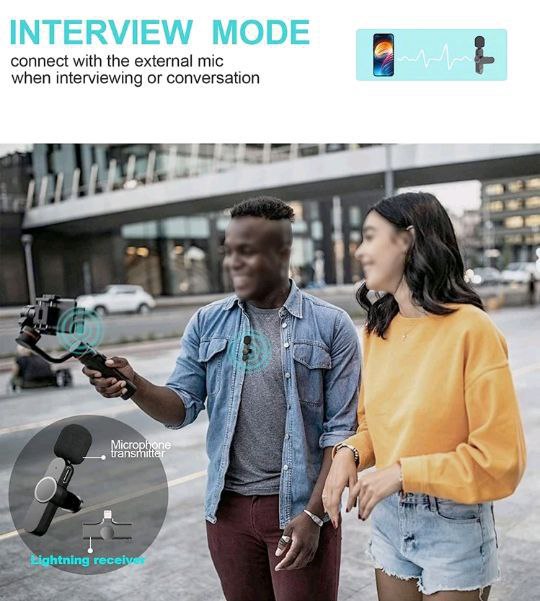 INTERVIEW MODE
connect with the external mic
when interviewing or conversation
Microphone
transmitter
Lightning receiver